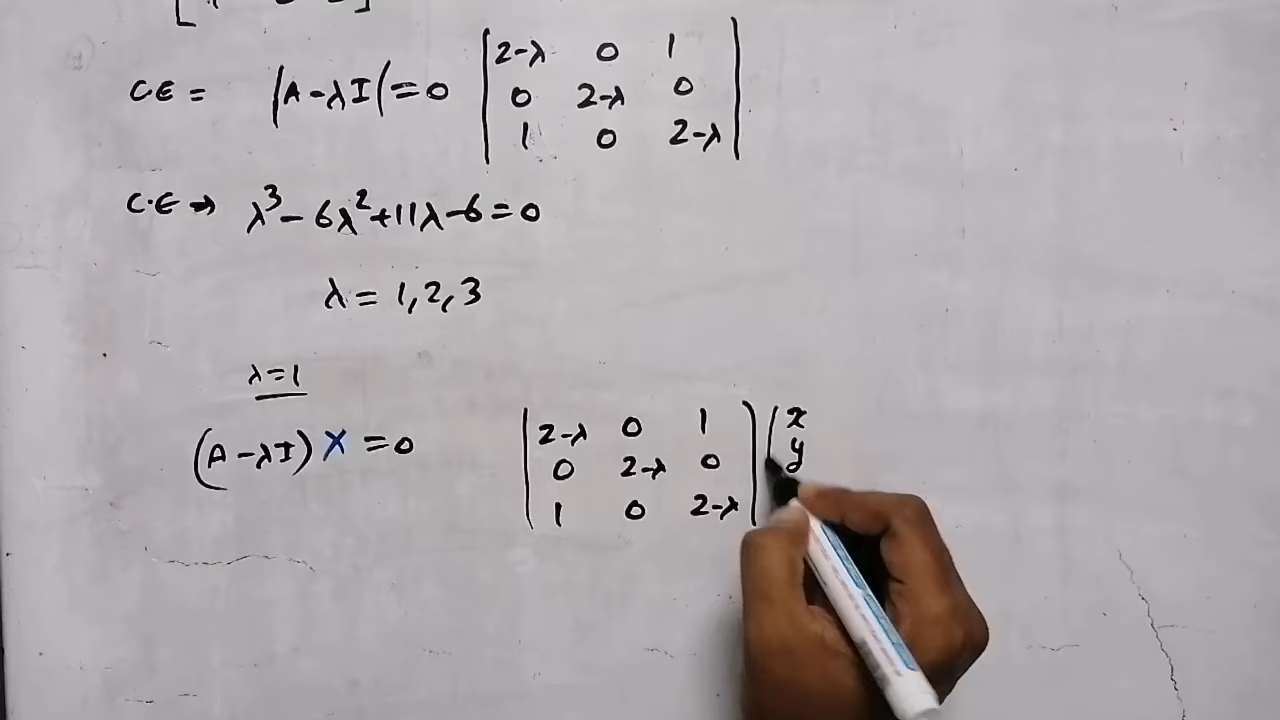 CE = |A-λI|=0 |2-λ 0 1|
0 2-λ 0
1 0 2-λ
C.E → λ³-6λ²+11λ-6=0
λ = 1,2,3
λ=1
(A-λI) X =0 |2-λ 0 1| |x
0 2-λ 0 y
1 0 2-λ